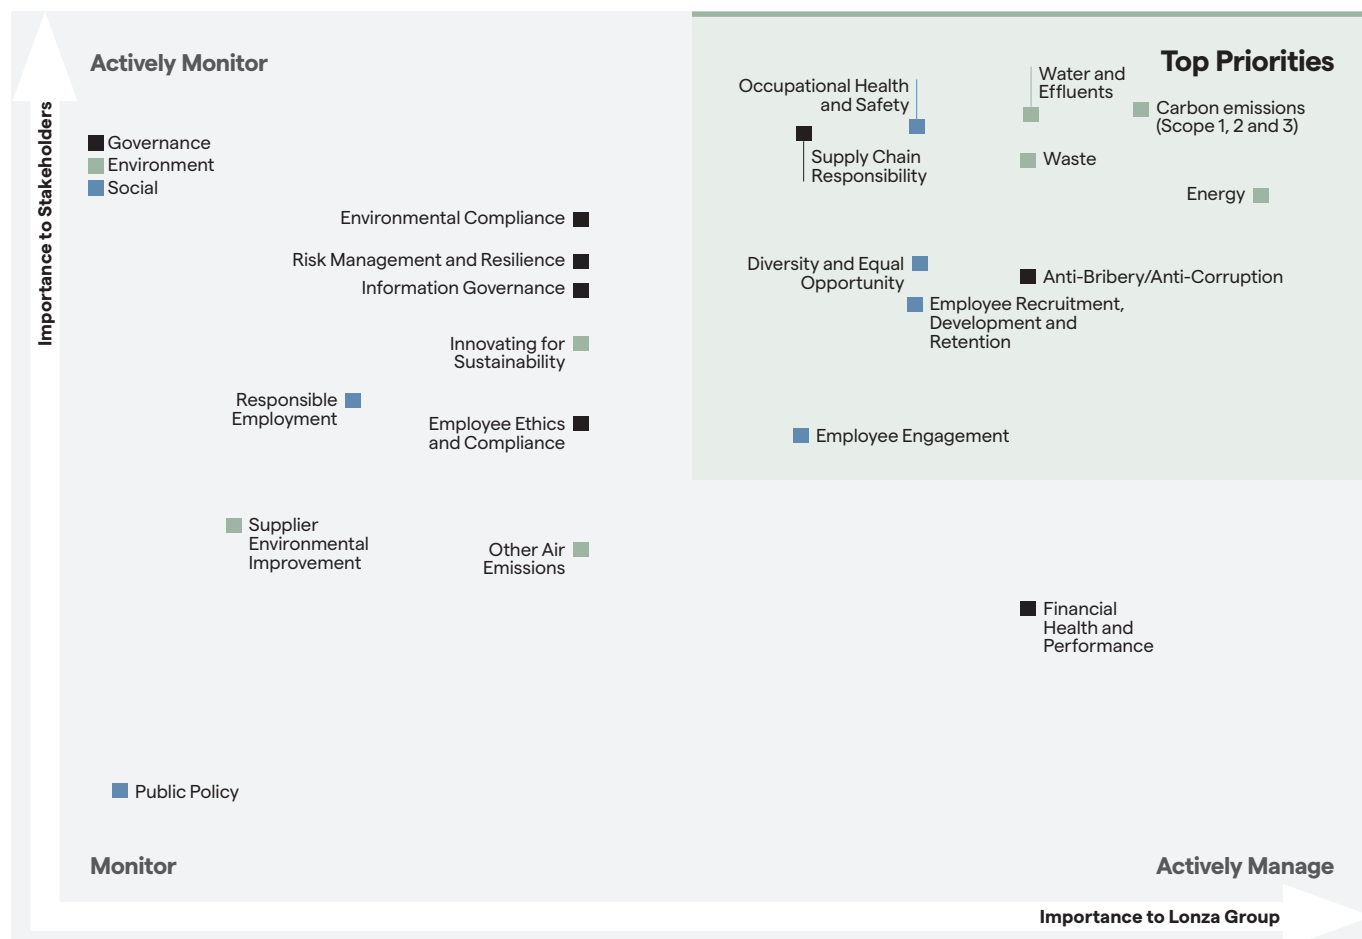 Actively Monitor
Top Priorities
Importance to Stakeholders
Governance
Environment
Social
Occupational Health
and Safety
Water and
Effluents
Carbon emissions
(Scope 1, 2 and 3)
Supply Chain
Responsibility
Waste
Energy
Environmental Compliance
Risk Management and Resilience
Information Governance
Diversity and Equal
Opportunity
Anti-Bribery/Anti-Corruption
Employee Recruitment,
Development and
Retention
Innovating for
Sustainability
Responsible
Employment
Employee Ethics
and Compliance
Employee Engagement
Supplier
Environmental
Improvement
Other Air
Emissions
Financial
Health and
Performance
Public Policy
Monitor
Actively Manage
Importance to Lonza Group